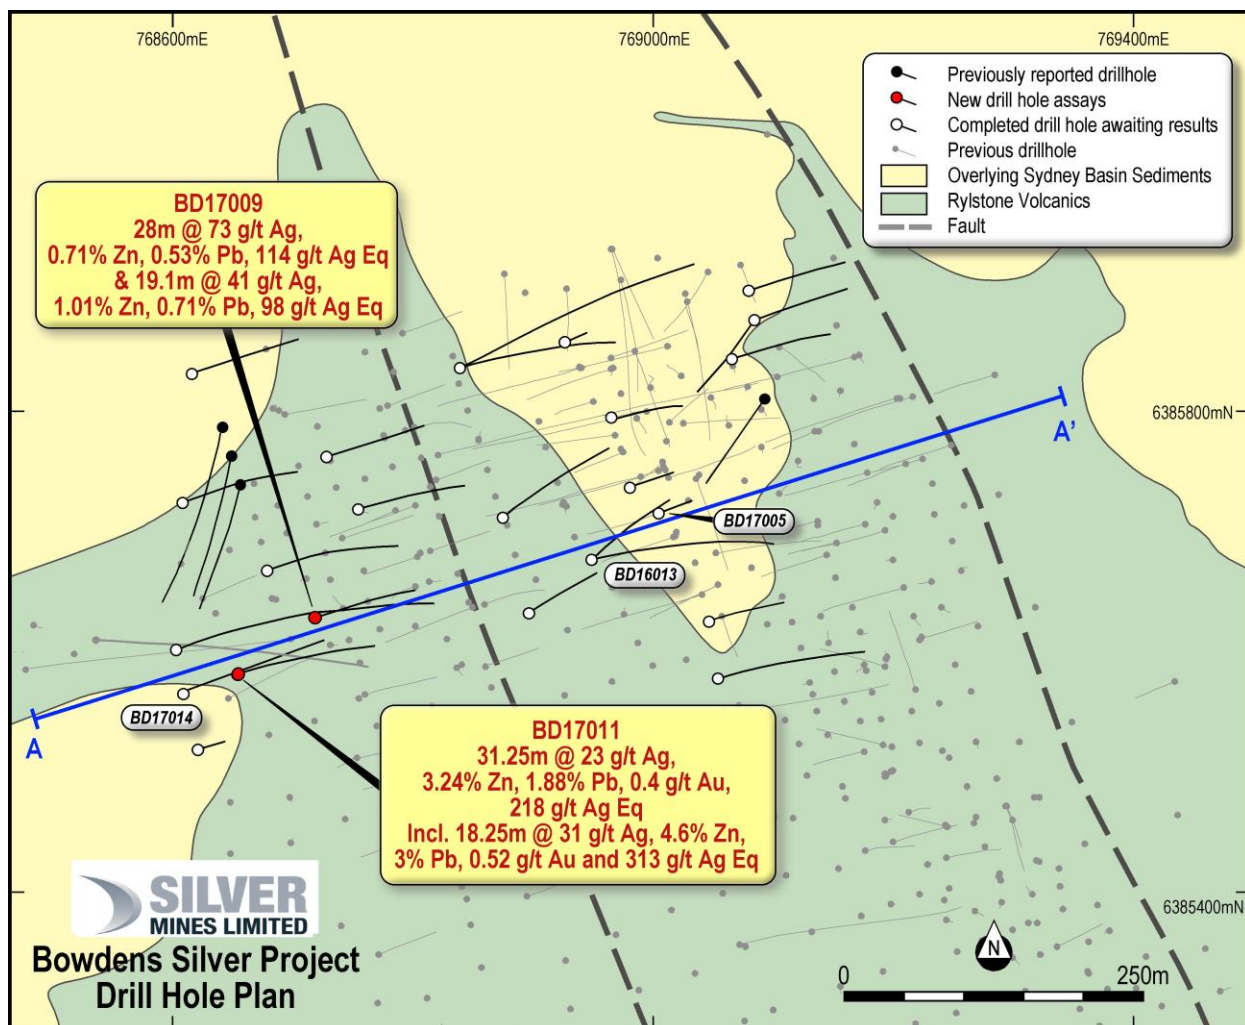 768600mE
769000mE
769400mE
Previously reported drillhole
New drill hole assays
Completed drill hole awaiting results
Previous drillhole
Overlying Sydney Basin Sediments
Rylstone Volcanics
Fault
BD17009
28m @ 73 g/t Ag,
0.71% Zn, 0.53% Pb, 114 g/t Ag Eq
& 19.1m @ 41 g/t Ag,
1.01% Zn, 0.71% Pb, 98 g/t Ag Eq
6385800mN
A'
BD17005
BD16013
BD17014
A
BD17011
31.25m @ 23 g/t Ag,
3.24% Zn, 1.88% Pb, 0.4 g/t Au,
218 g/t Ag Eq
Incl. 18.25m @ 31 g/t Ag, 4.6% Zn,
3% Pb, 0.52 g/t Au and 313 g/t Ag Eq
6385400mN
SILVER
MINES LIMITED
Bowdens Silver Project
Drill Hole Plan
N
0
250m